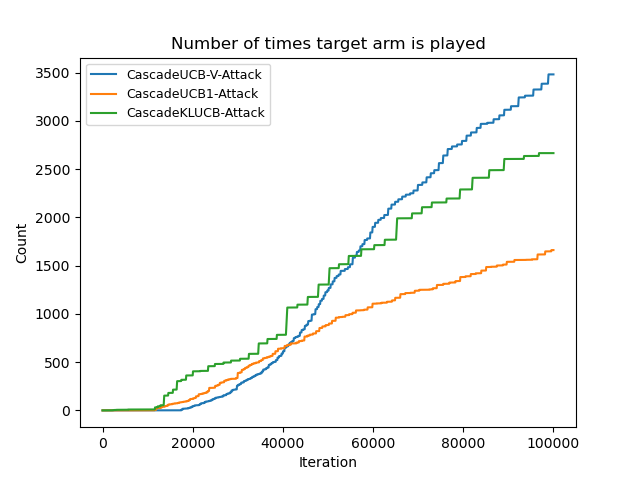 Number of times target arm is played
CascadeUCB-V-Attack
CascadeUCB1-Attack
CascadeKLUCB-Attack
3500
3000
2500
2000
1500
1000
500
0
Count
0 20000 40000 60000 80000 100000
Iteration